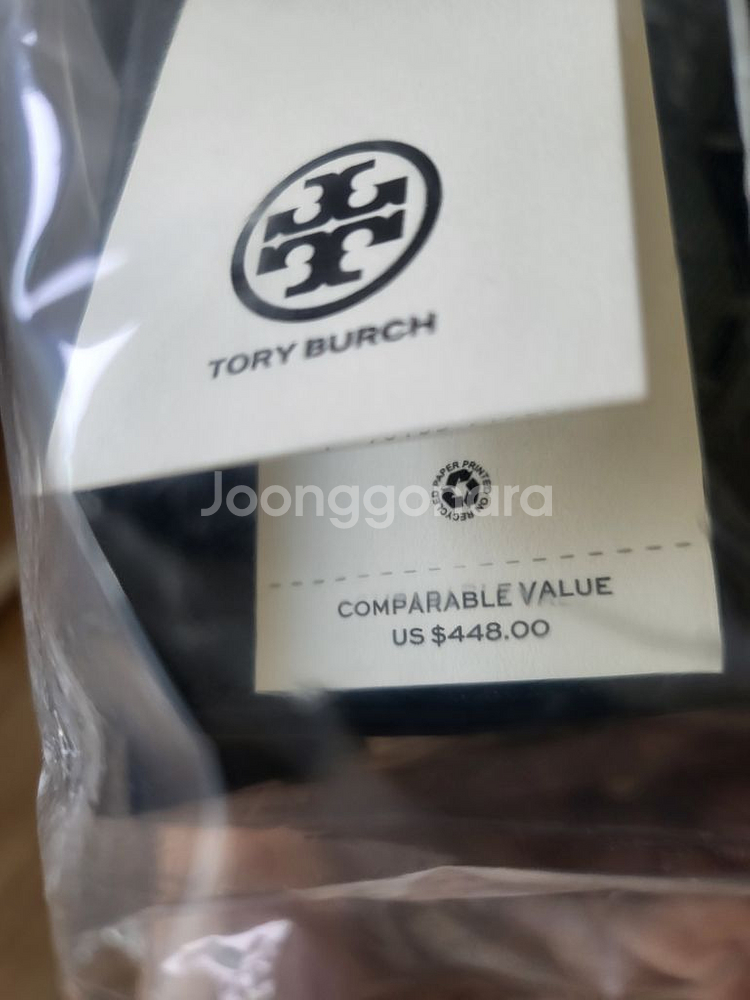 TORY BURCH
Joonggonara
PAPER PRINTED ON RECYCLED
COMPARABLE VALUE
US $448.00